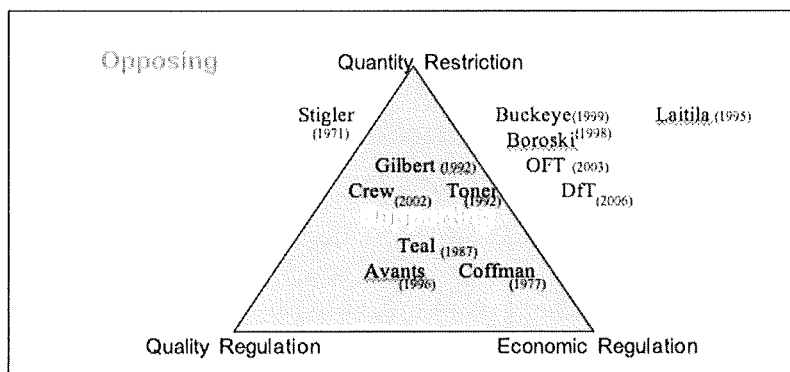 Opposing
Quantity Restriction
Stigler (1971)
Buckeye (1999)
Laitila (1995)
Boroski (1998)
Gilbert (1992)
OFT (2003)
Crew (2002)
Toner (1992)
DfT (2006)
Teal (1987)
Avants (1996)
Coffman (1977)
Quality Regulation
Economic Regulation